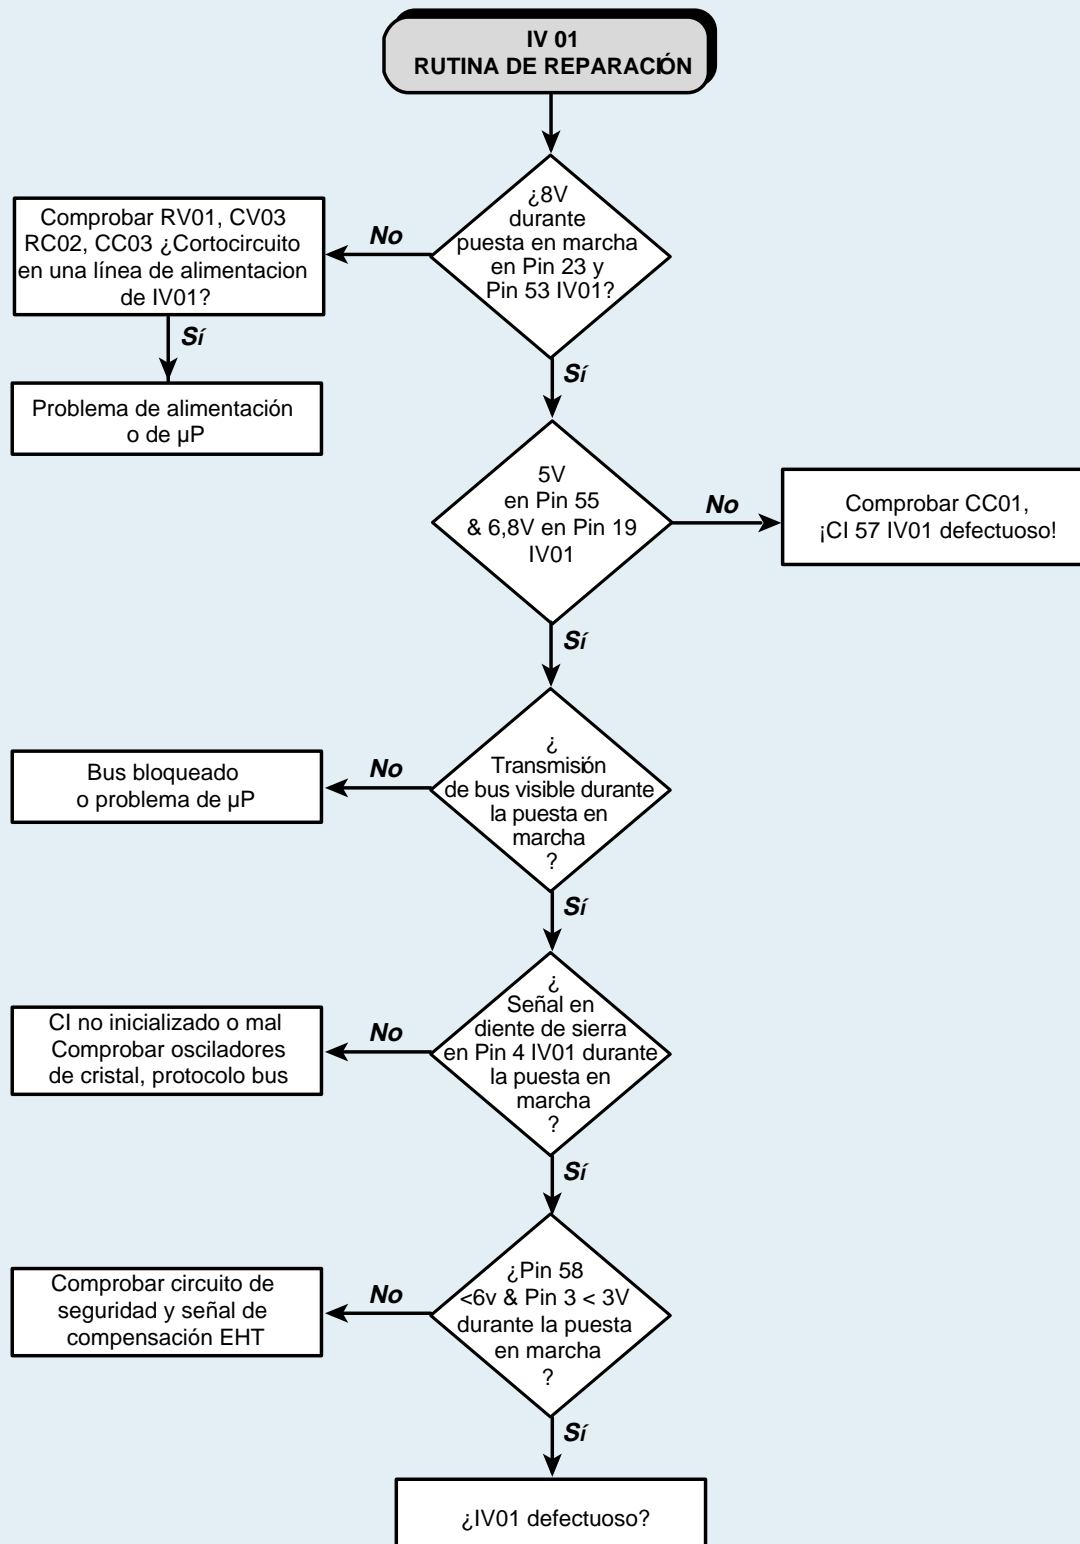 IV 01
RUTINA DE REPARACIÓN
¿8V
durante
puesta en marcha
en Pin 23 y
Pin 53 IV01?
No
Comprobar RV01, CV03
RC02, CC03 ¿Cortocircuito
en una línea de alimentacion
de IV01?
Sí
Problema de alimentación
o de µP
Sí
5V
en Pin 55
& 6,8V en Pin 19
IV01
No
Comprobar CC01,
¡CI 57 IV01 defectuoso!
Sí
¿
Transmisión
de bus visible durante
la puesta en
marcha
?
No
Bus bloqueado
o problema de µP
Sí
¿
Señal en
diente de sierra
en Pin 4 IV01 durante
la puesta en
marcha
?
No
CI no inicializado o mal
Comprobar osciladores
de cristal, protocolo bus
Sí
¿Pin 58
<6v & Pin 3 < 3V
durante la puesta
en marcha
?
No
Comprobar circuito de
seguridad y señal de
compensación EHT
Sí
¿IV01 defectuoso?